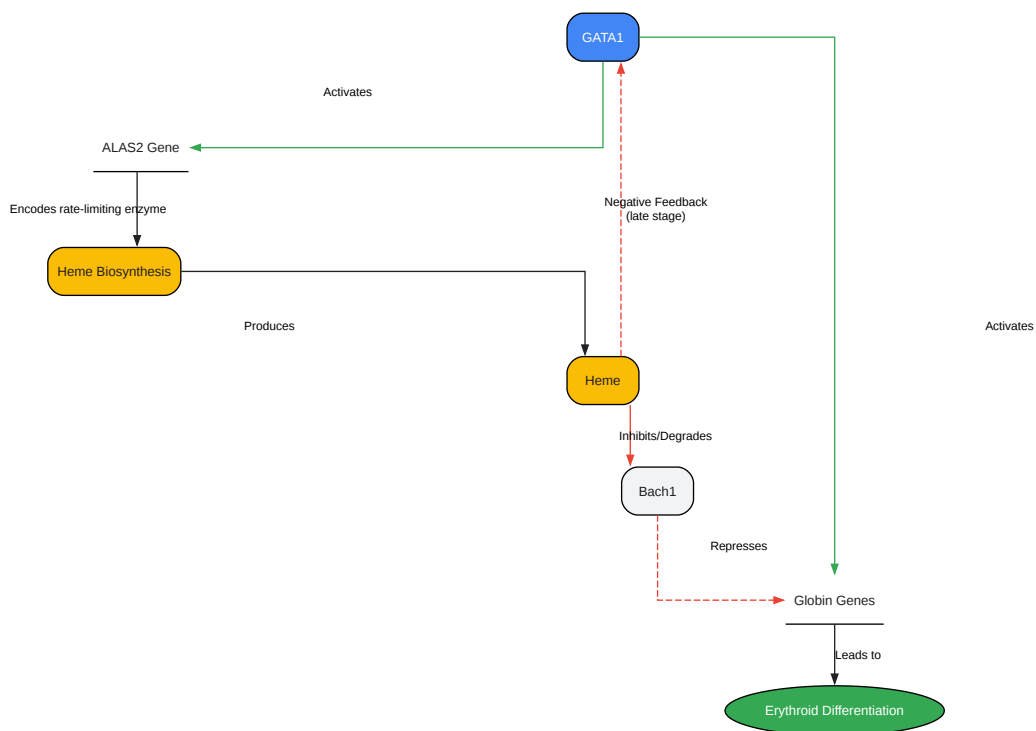 GATA1
Activates
ALAS2 Gene
Negative Feedback
(late stage)
Encodes rate-limiting enzyme
Heme Biosynthesis
Produces
Activates
Heme
Inhibits/Degrades
Bach1
Represses
Globin Genes
Leads to
Erythroid Differentiation